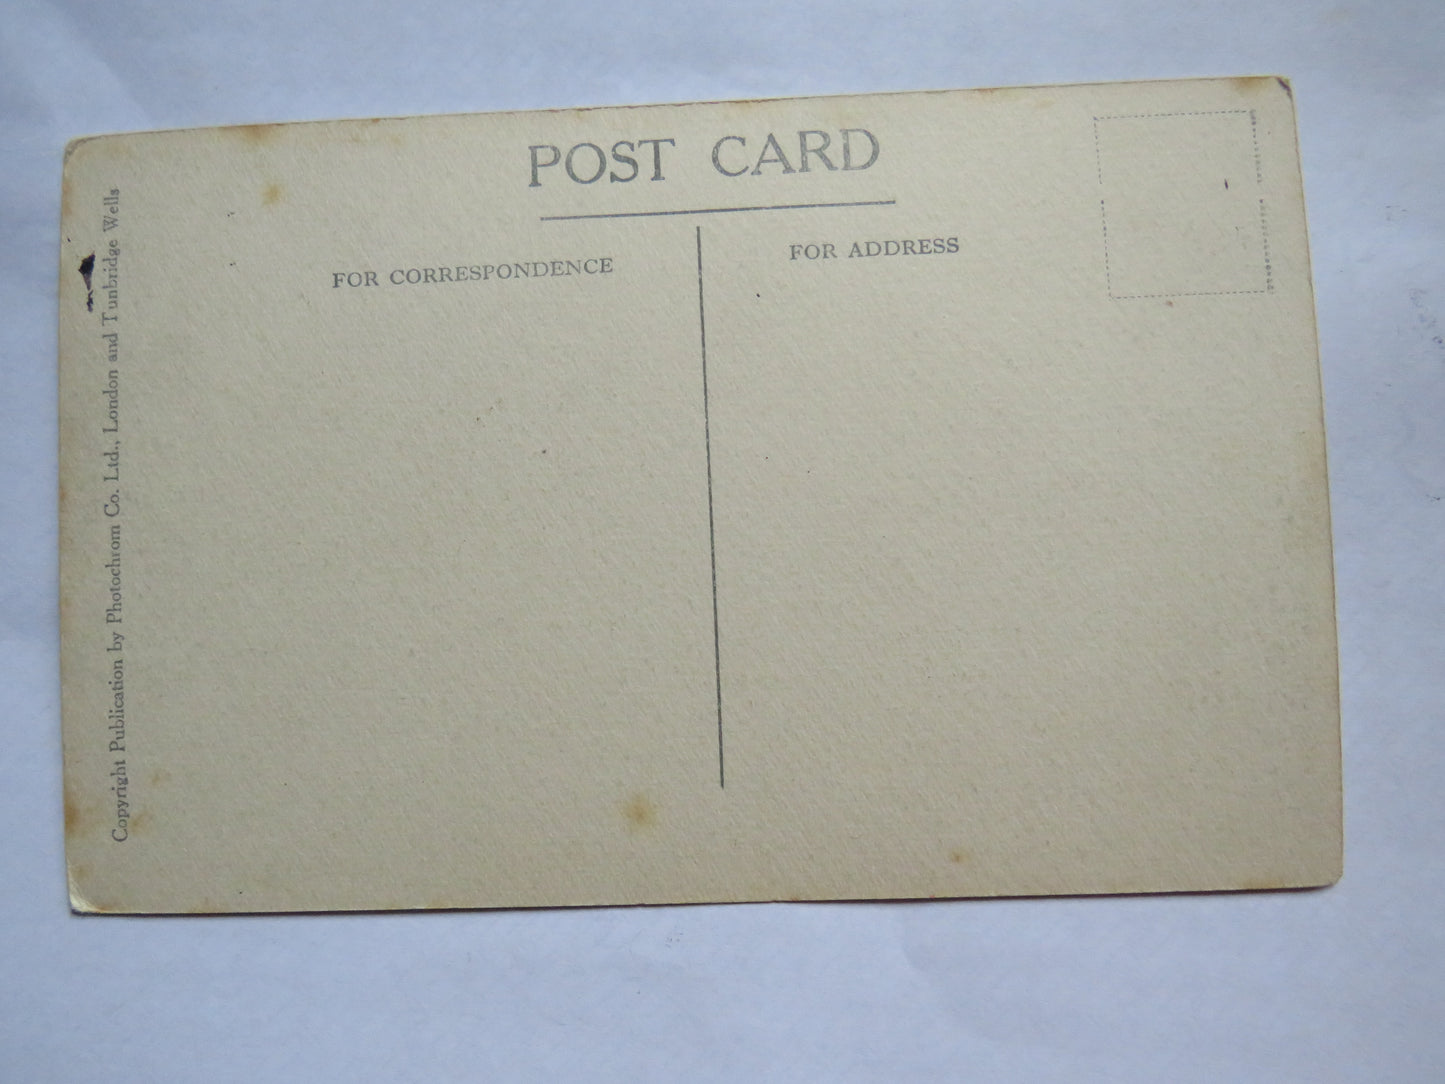 POST CARD
FOR CORRESPONDENCE
FOR ADDRESS
Copyright Publication by Photochrom Co. Ltd., London and Tunbridge Wells